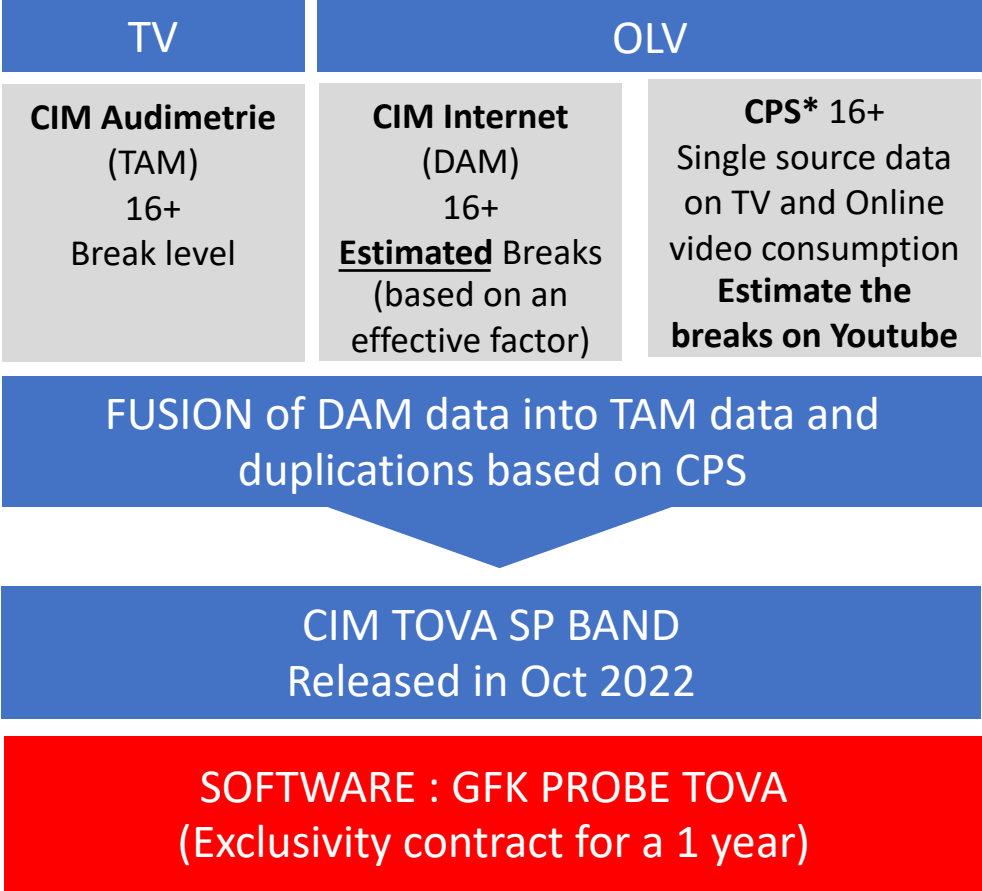 TV
OLV
CIM Audimetrie
(TAM)
16+
Break level
CIM Internet
(DAM)
16+
Estimated Breaks
(based on an
effective factor)
CPS* 16+
Single source data
on TV and Online
video consumption
Estimate the
breaks on Youtube
FUSION of DAM data into TAM data and
duplications based on CPS
CIM TOVA SP BAND
Released in Oct 2022
SOFTWARE : GFK PROBE TOVA
(Exclusivity contract for a 1 year)